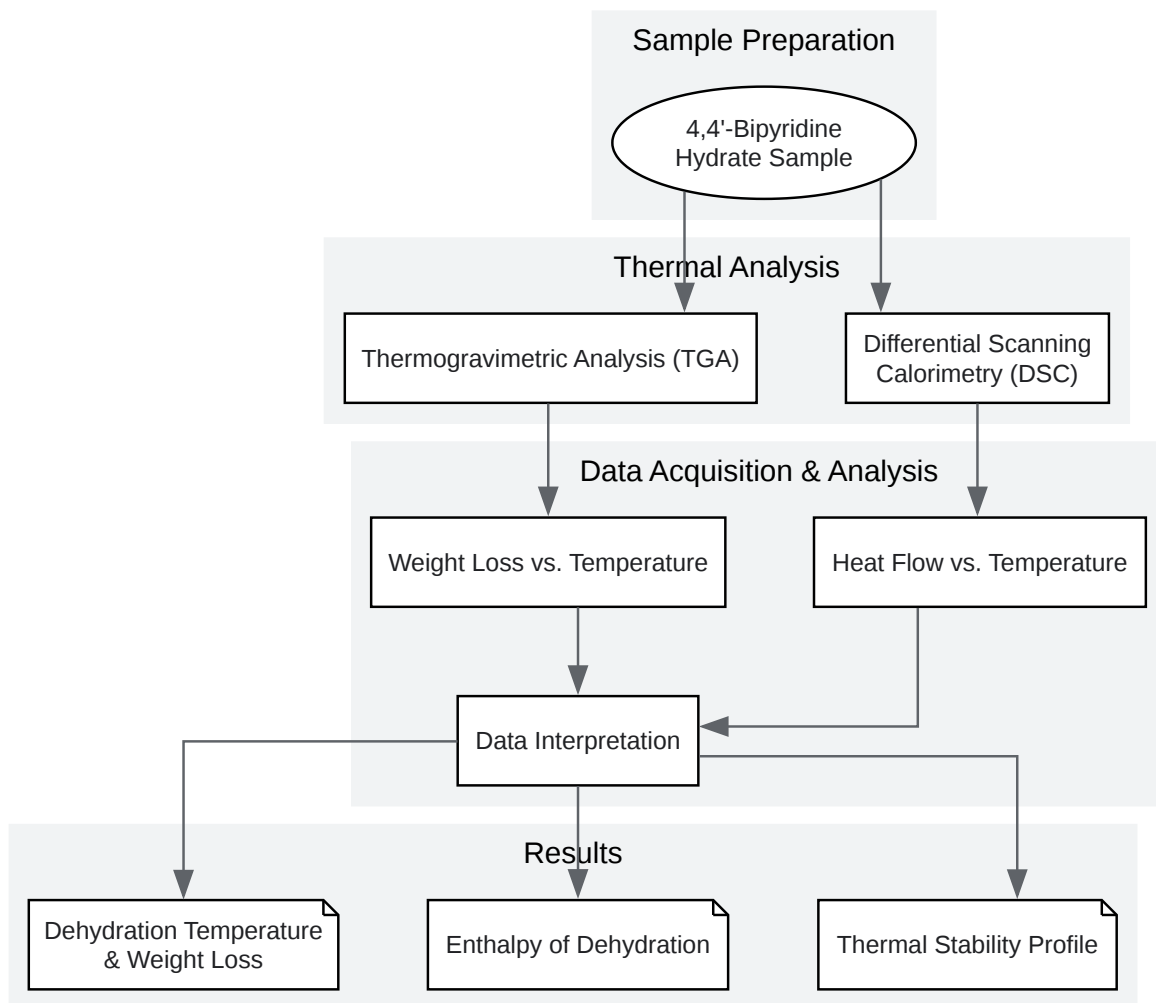 Sample Preparation
4,4'-Bipyridine
Hydrate Sample
Thermal Analysis
Thermogravimetric Analysis (TGA)
Differential Scanning
Calorimetry (DSC)
Data Acquisition & Analysis
Weight Loss vs. Temperature
Heat Flow vs. Temperature
Data Interpretation
Results
Dehydration Temperature
& Weight Loss
Enthalpy of Dehydration
Thermal Stability Profile